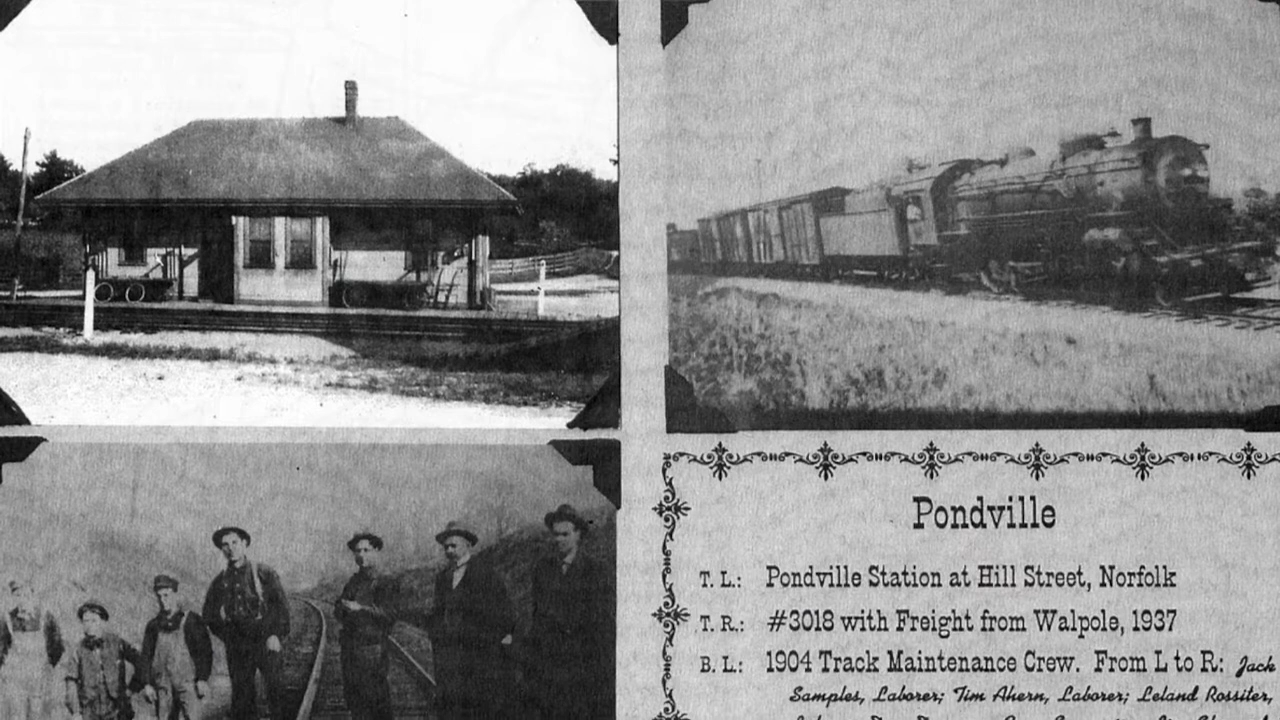 Pondville
T. L.: Pondville Station at Hill Street, Norfolk
T. R.: #3018 with Freight from Walpole, 1937
B. L.: 1904 Track Maintenance Crew. From L to R: Jack
Samples, Laborer; Tim Ahern, Laborer; Leland Rossiter,